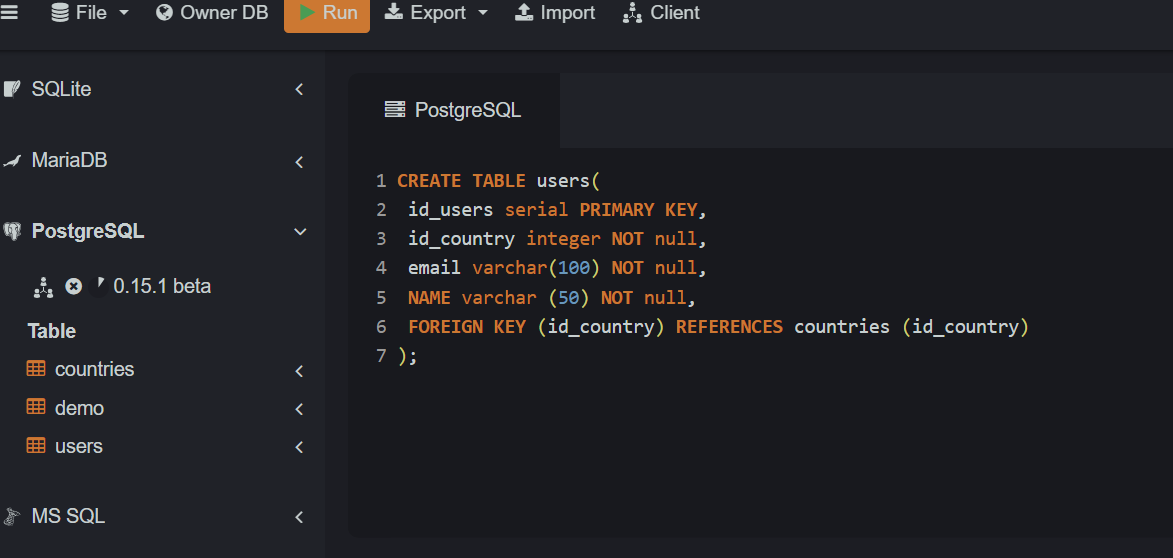 File Owner DB Run Export Import Client
SQLite
MariaDB
PostgreSQL
0.15.1 beta
Table
countries
demo
users
MS SQL
PostgreSQL
1 CREATE TABLE users(
2 id_users serial PRIMARY KEY,
3 id_country integer NOT null,
4 email varchar(100) NOT null,
5 NAME varchar (50) NOT null,
6 FOREIGN KEY (id_country) REFERENCES countries (id_country)
7 );